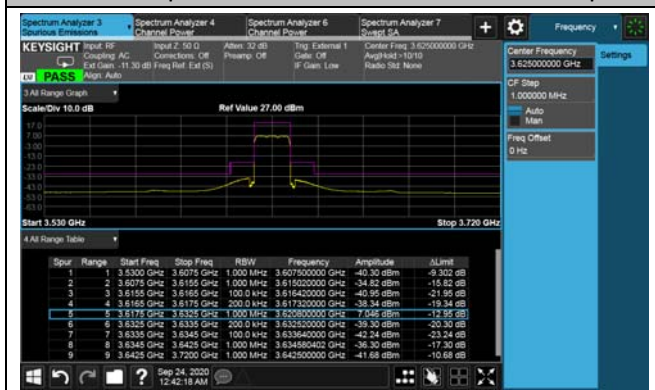 Spectrum Analyzer 3
Spurious Emissions
Spectrum Analyzer 4
Channel Power
Spectrum Analyzer 6
Channel Power
Spectrum Analyzer 7
Swept SA
+
Frequency
KEYSIGHT Input: RF
Coupling: AC
Ext Gain: -11.30 dB
Align: Auto
Input Z: 50 Ω
Corrections: Off
Freq Ref: Ext (S)
Atten: 32 dB
Preamp: Off
Trig: External 1
Gate: Off
IF Gain: Low
Center Freq: 3.625000000 GHz
Avg|Hold:>10/10
Radio Std: None
PASS
Center Frequency
3.625000000 GHz
Settings
CF Step
1.000000 MHz
Auto
Man
Freq Offset
0 Hz
3 All Range Graph
Scale/Div 10.0 dB
Ref Value 27.00 dBm
17.0
7.00
-3.00
-13.0
-23.0
-33.0
-43.0
-53.0
-63.0
Start 3.530 GHz
Stop 3.720 GHz
4 All Range Table
Spur Range Start Freq Stop Freq RBW Frequency Amplitude ΔLimit
1 1 3.5300 GHz 3.6075 GHz 1.000 MHz 3.607500000 GHz -40.30 dBm -9.302 dB
2 2 3.6075 GHz 3.6155 GHz 1.000 MHz 3.615020000 GHz -34.82 dBm -15.82 dB
3 3 3.6155 GHz 3.6165 GHz 100.0 kHz 3.616420000 GHz -40.95 dBm -21.95 dB
4 4 3.6165 GHz 3.6175 GHz 200.0 kHz 3.617320000 GHz -38.34 dBm -19.34 dB
5 5 3.6175 GHz 3.6325 GHz 1.000 MHz 3.620800000 GHz 7.046 dBm -12.95 dB
6 6 3.6325 GHz 3.6335 GHz 200.0 kHz 3.632520000 GHz -39.30 dBm -20.30 dB
7 7 3.6335 GHz 3.6345 GHz 100.0 kHz 3.633640000 GHz -42.24 dBm -23.24 dB
8 8 3.6345 GHz 3.6425 GHz 1.000 MHz 3.634580402 GHz -36.30 dBm -17.30 dB
9 9 3.6425 GHz 3.7200 GHz 1.000 MHz 3.642500000 GHz -41.68 dBm -10.68 dB
?
Sep 24, 2020
12:42:18 AM